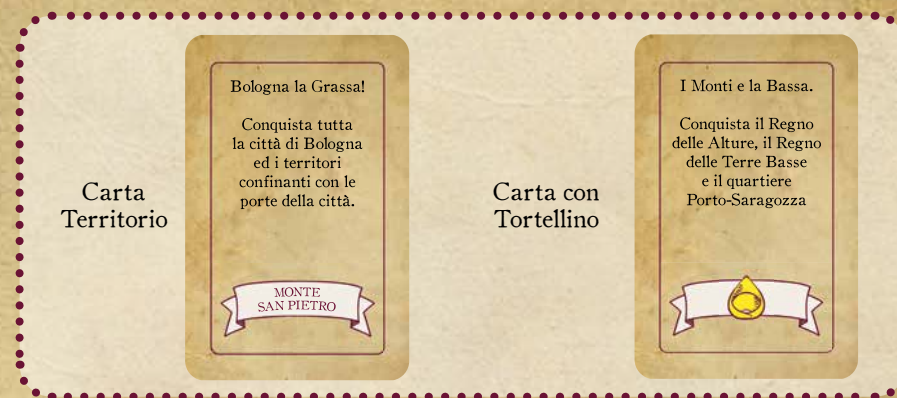 Carta
Territorio
Bologna la Grassa!
Conquista tutta
la città di Bologna
ed i territori
confinanti con le
porte della città.
MONTE
SAN PIETRO
Carta con
Tortellino
I Monti e la Bassa.
Conquista il Regno
delle Alture, il Regno
delle Terre Basse
e il quartiere
Porto-Saragozza